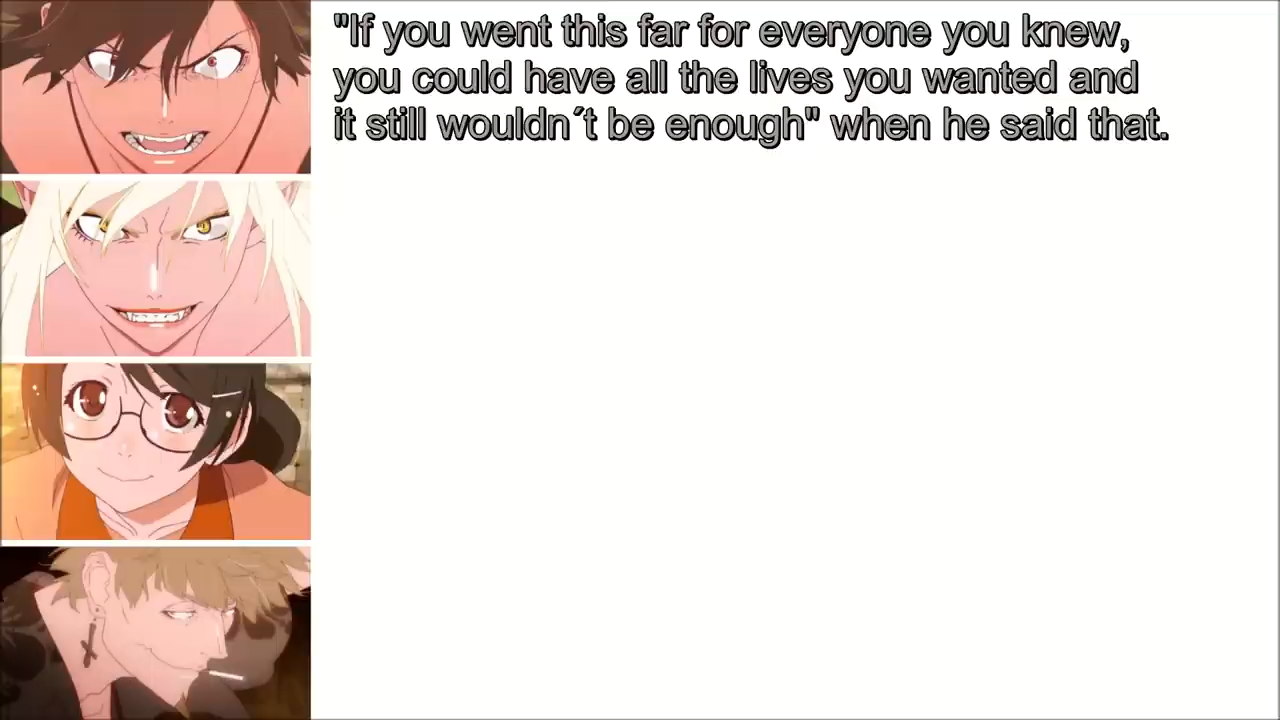 "If you went this far for everyone you knew,
you could have all the lives you wanted and
it still wouldn´t be enough" when he said that.